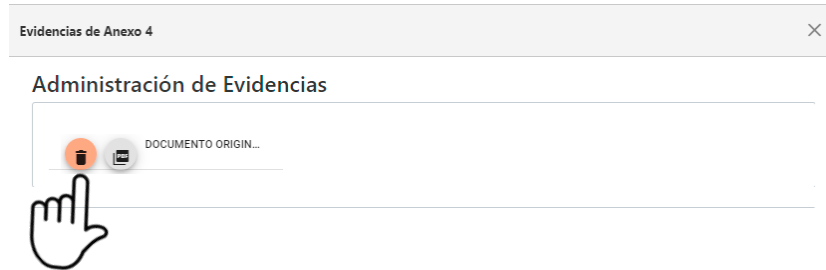 Evidencias de Anexo 4
Administración de Evidencias
PDF
DOCUMENTO ORIGIN...